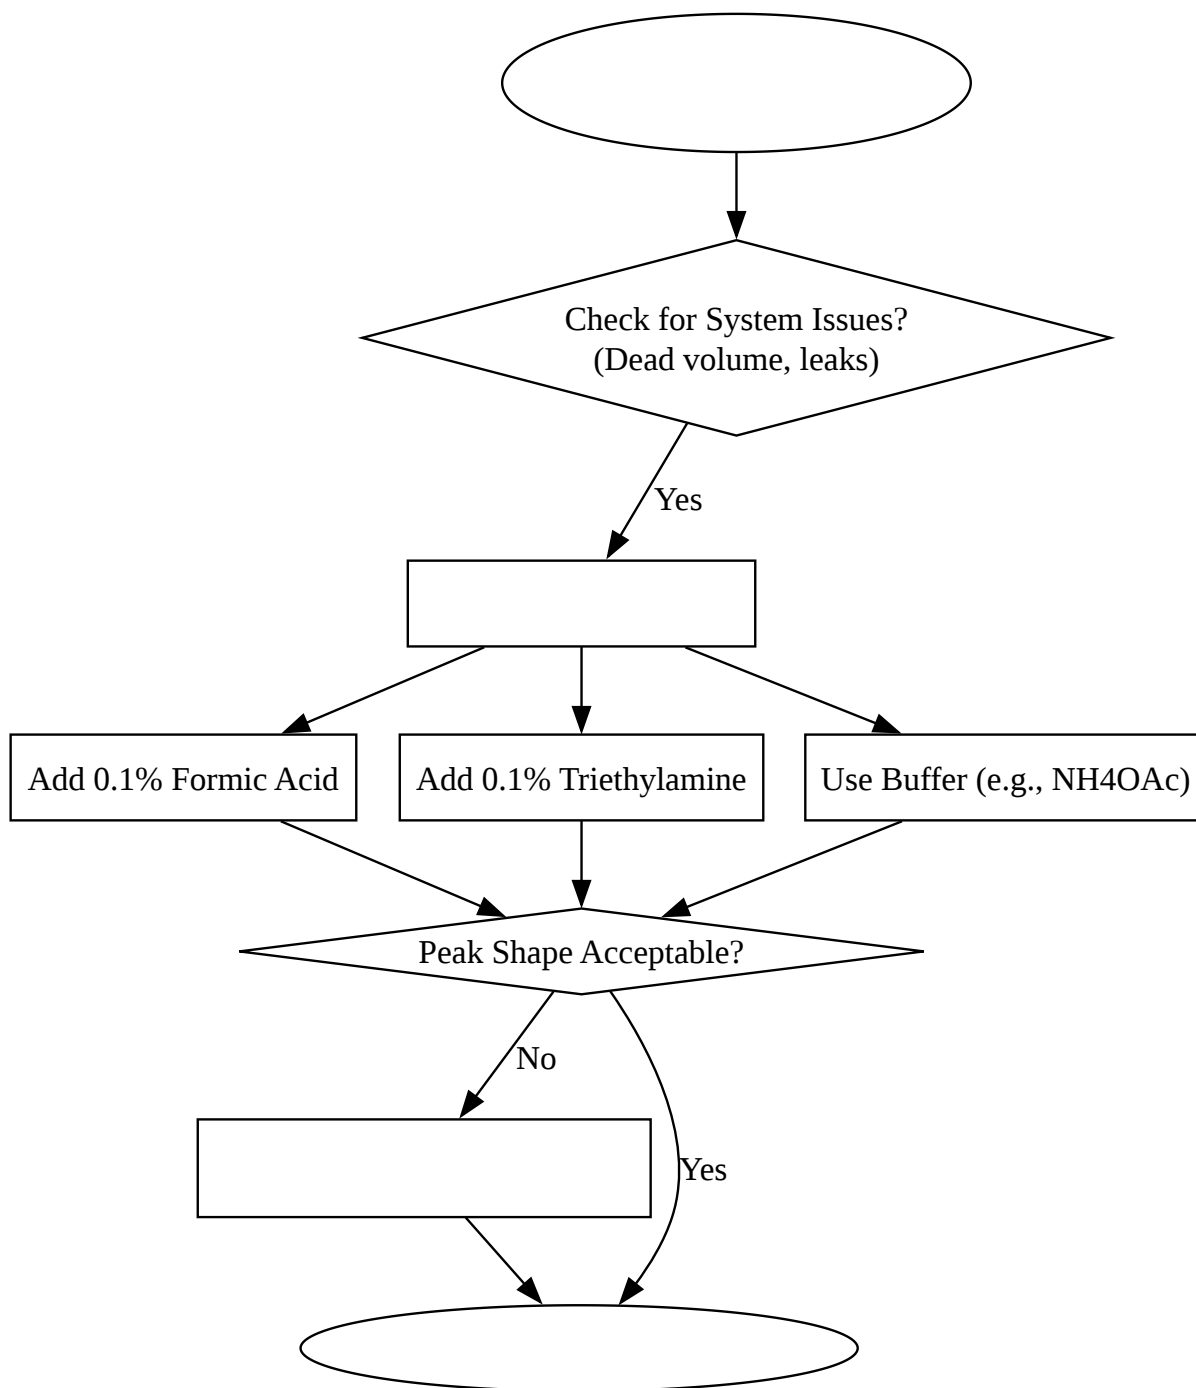 Check for System Issues?
(Dead volume, leaks)
Yes
Add 0.1% Formic Acid
Add 0.1% Triethylamine
Use Buffer (e.g., NH4OAc)
Peak Shape Acceptable?
No
Yes